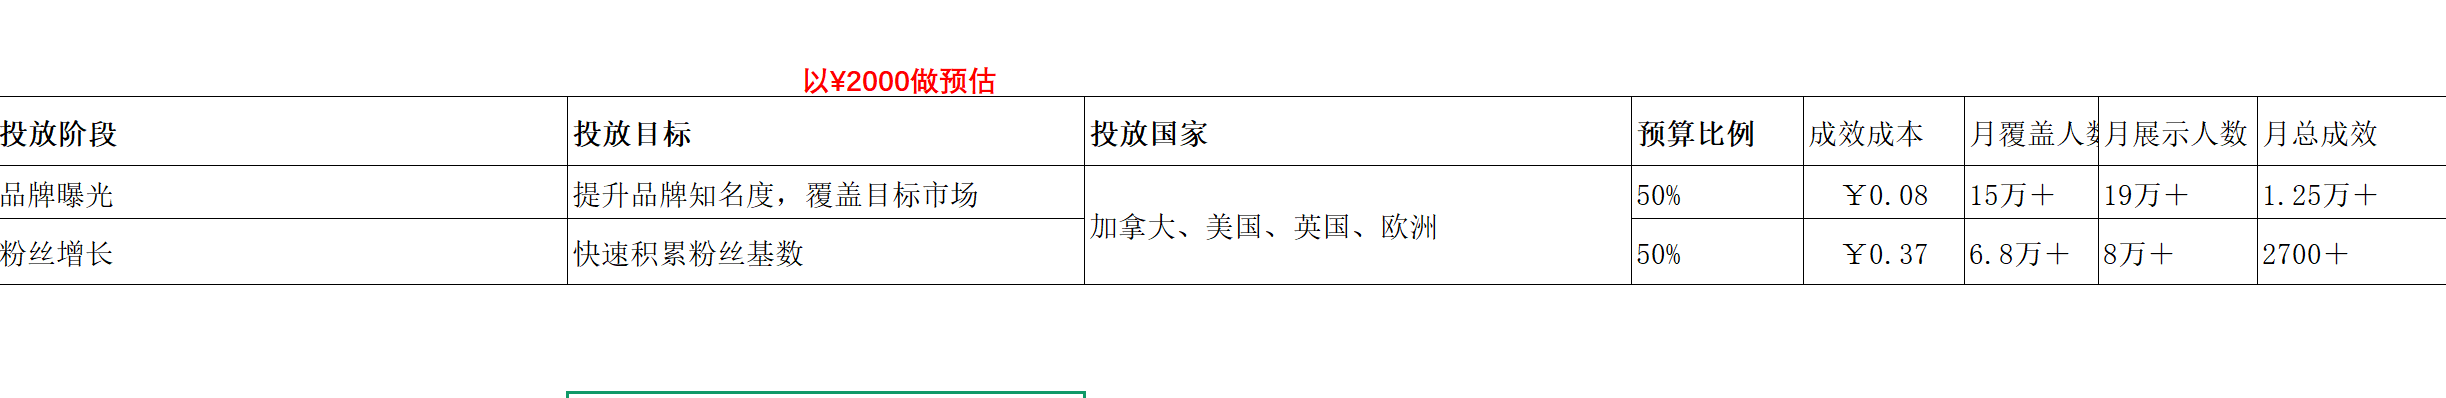 以¥2000做预估
投放阶段 投放目标 投放国家 预算比例 成效成本 月覆盖人数 月展示人数 月总成效
品牌曝光 提升品牌知名度，覆盖目标市场 加拿大、美国、英国、欧洲 50% ￥0.08 15万＋ 19万＋ 1.25万＋
粉丝增长 快速积累粉丝基数 50% ￥0.37 6.8万＋ 8万＋ 2700＋